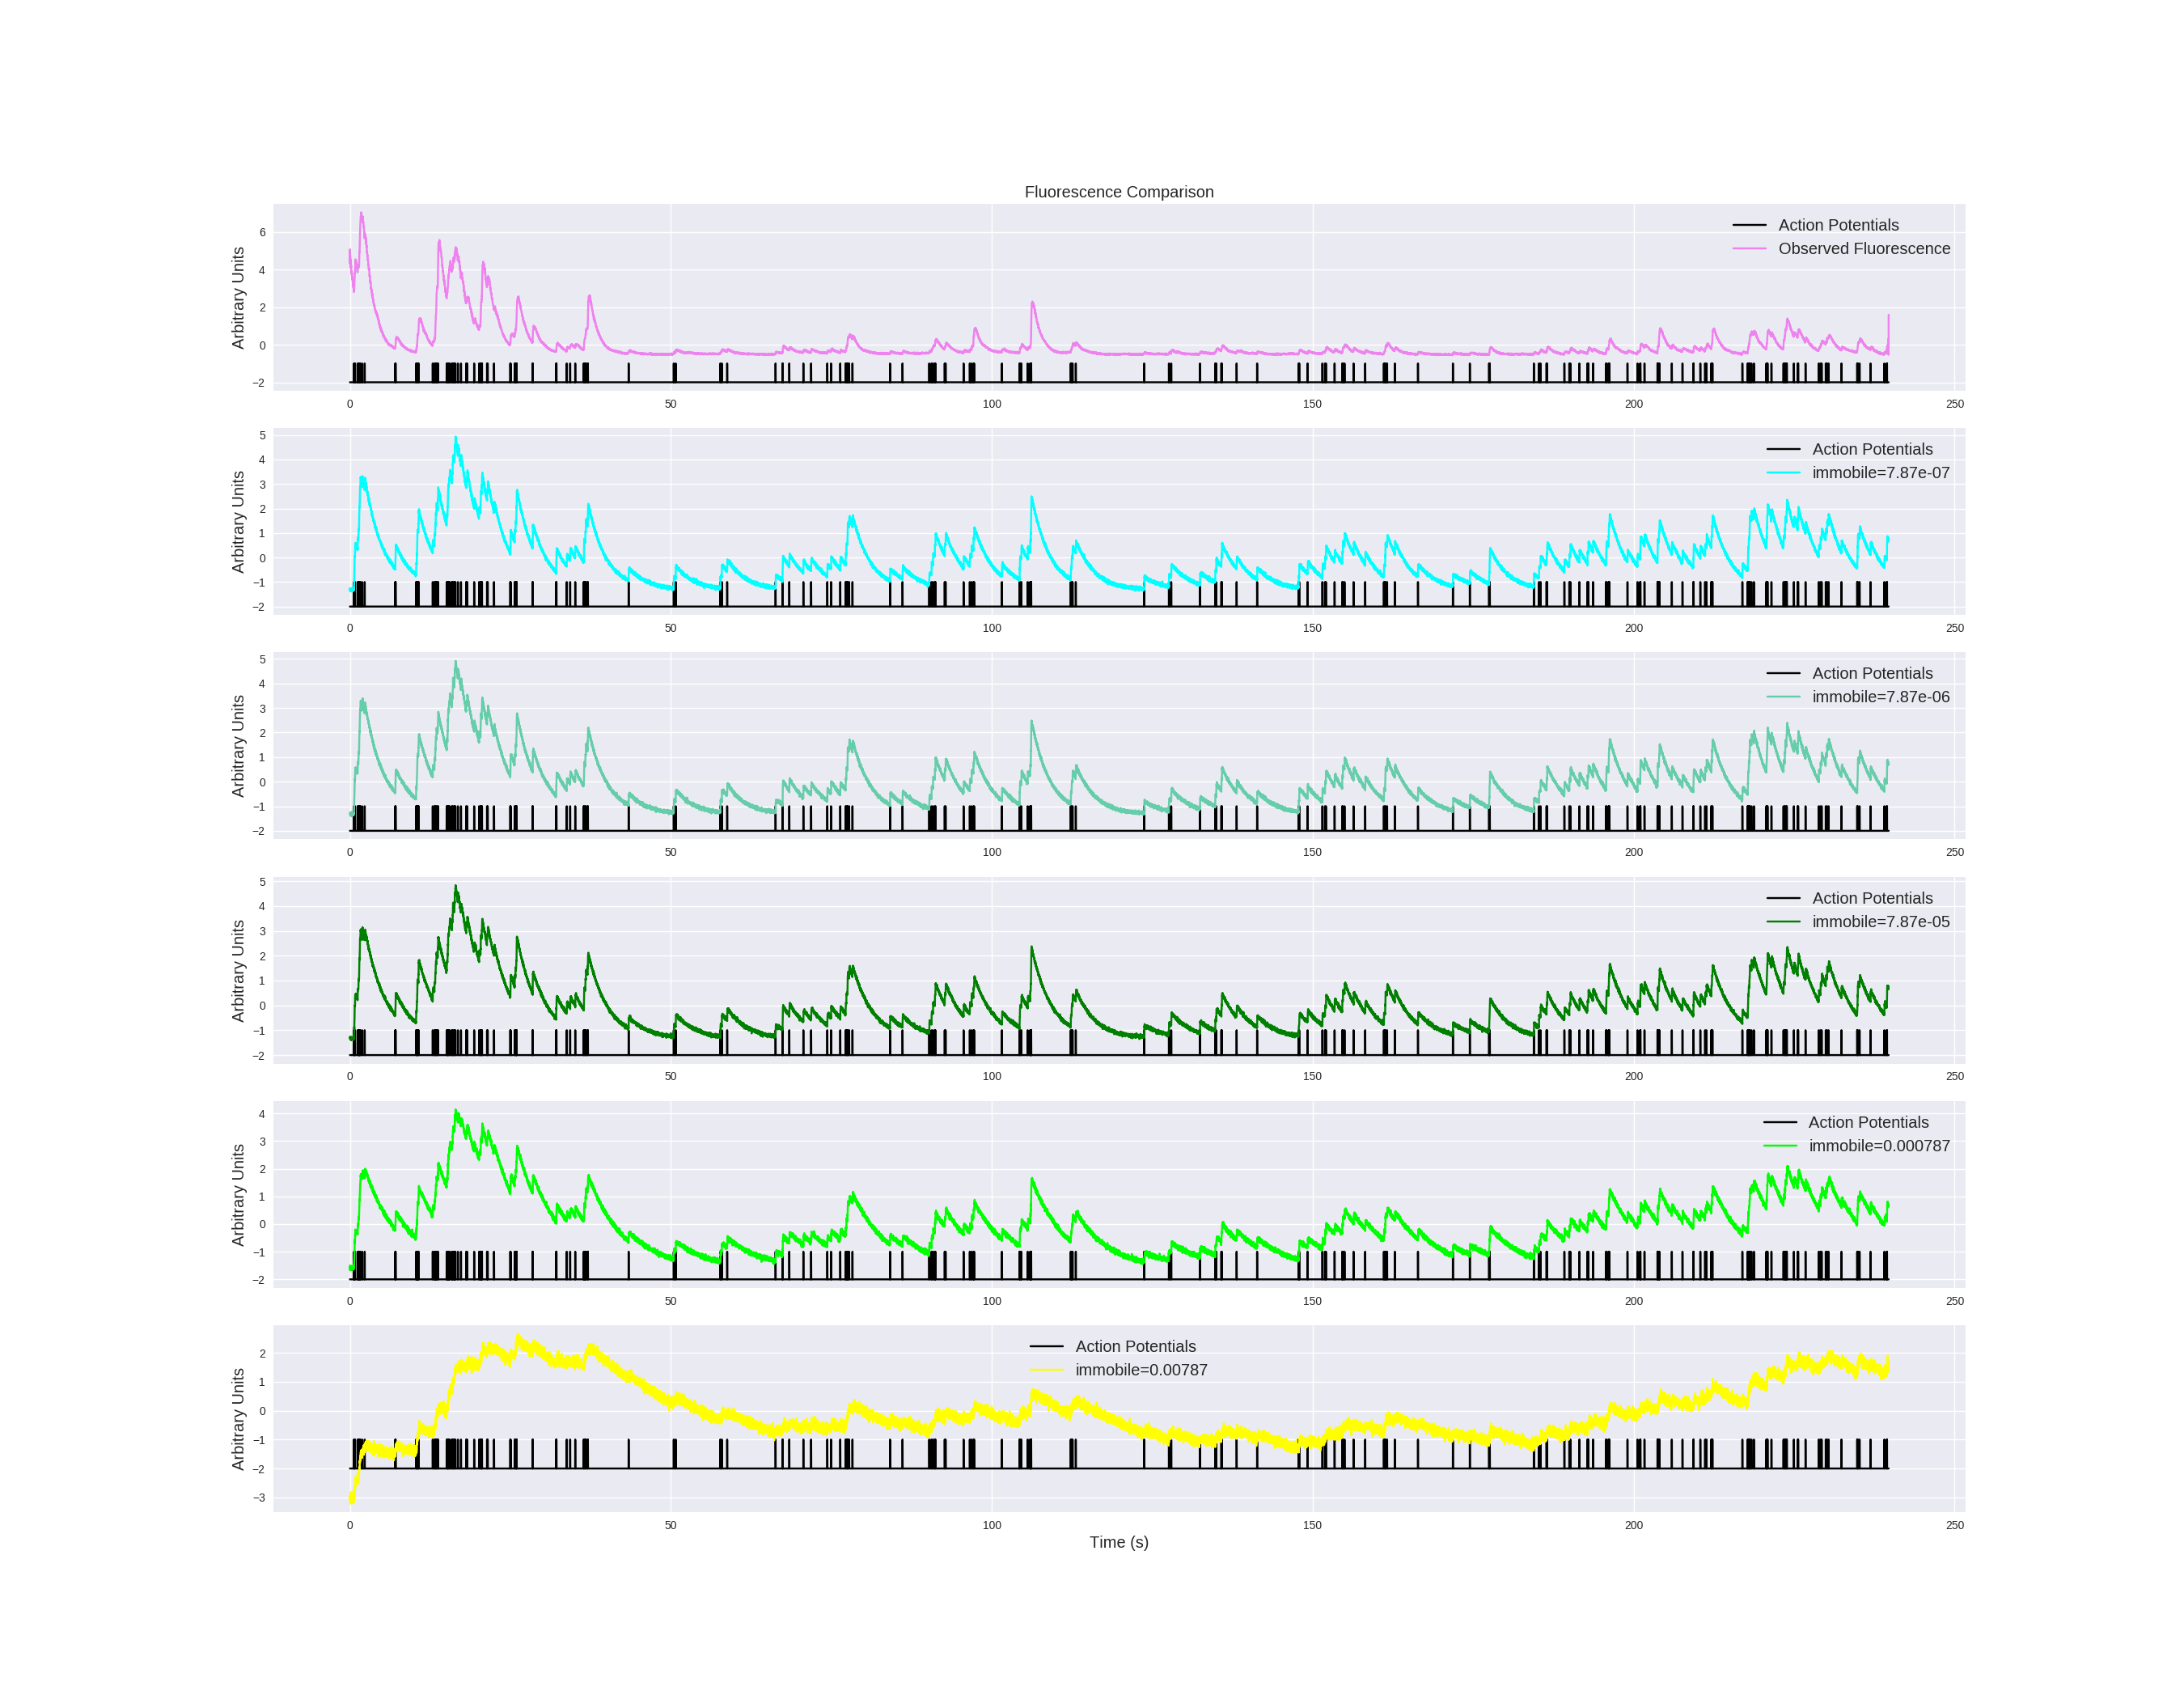 Fluorescence Comparison
Arbitrary Units
6
4
2
0
−2
Action Potentials
Observed Fluorescence
0 50 100 150 200 250
Arbitrary Units
5
4
3
2
1
0
−1
−2
Action Potentials
immobile=7.87e-07
0 50 100 150 200 250
Arbitrary Units
5
4
3
2
1
0
−1
−2
Action Potentials
immobile=7.87e-06
0 50 100 150 200 250
Arbitrary Units
5
4
3
2
1
0
−1
−2
Action Potentials
immobile=7.87e-05
0 50 100 150 200 250
Arbitrary Units
4
3
2
1
0
−1
−2
Action Potentials
immobile=0.000787
0 50 100 150 200 250
Arbitrary Units
2
1
0
−1
−2
−3
Action Potentials
immobile=0.00787
0 50 100 150 200 250
Time (s)